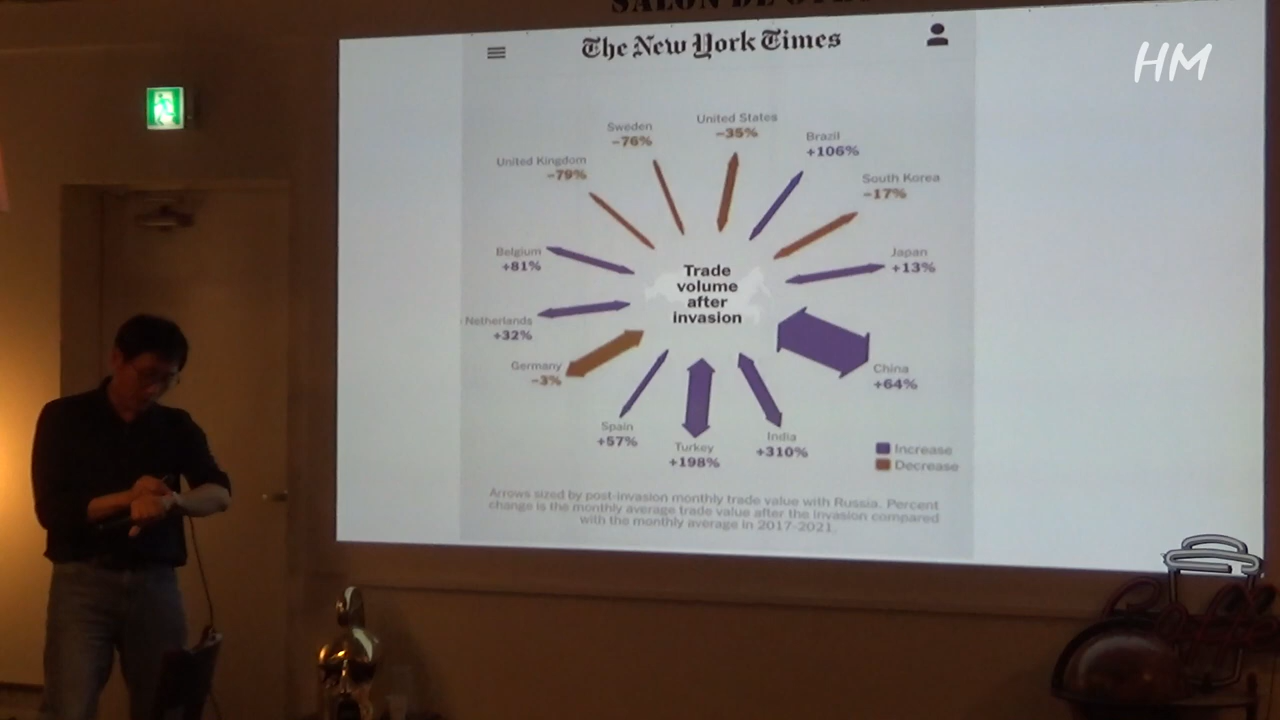 The New York Times
HM
United States
-35%
Sweden
-76%
Brazil
+106%
United Kingdom
-79%
South Korea
-17%
Belgium
+81%
Japan
+13%
Trade
volume
after
invasion
Netherlands
+32%
Germany
-3%
China
+64%
Spain
+57%
Turkey
+198%
India
+310%
Increase
Decrease
Arrows sized by post-invasion monthly trade value with Russia. Percent
change is the monthly average trade value after the invasion compared
with the monthly average in 2017-2021.